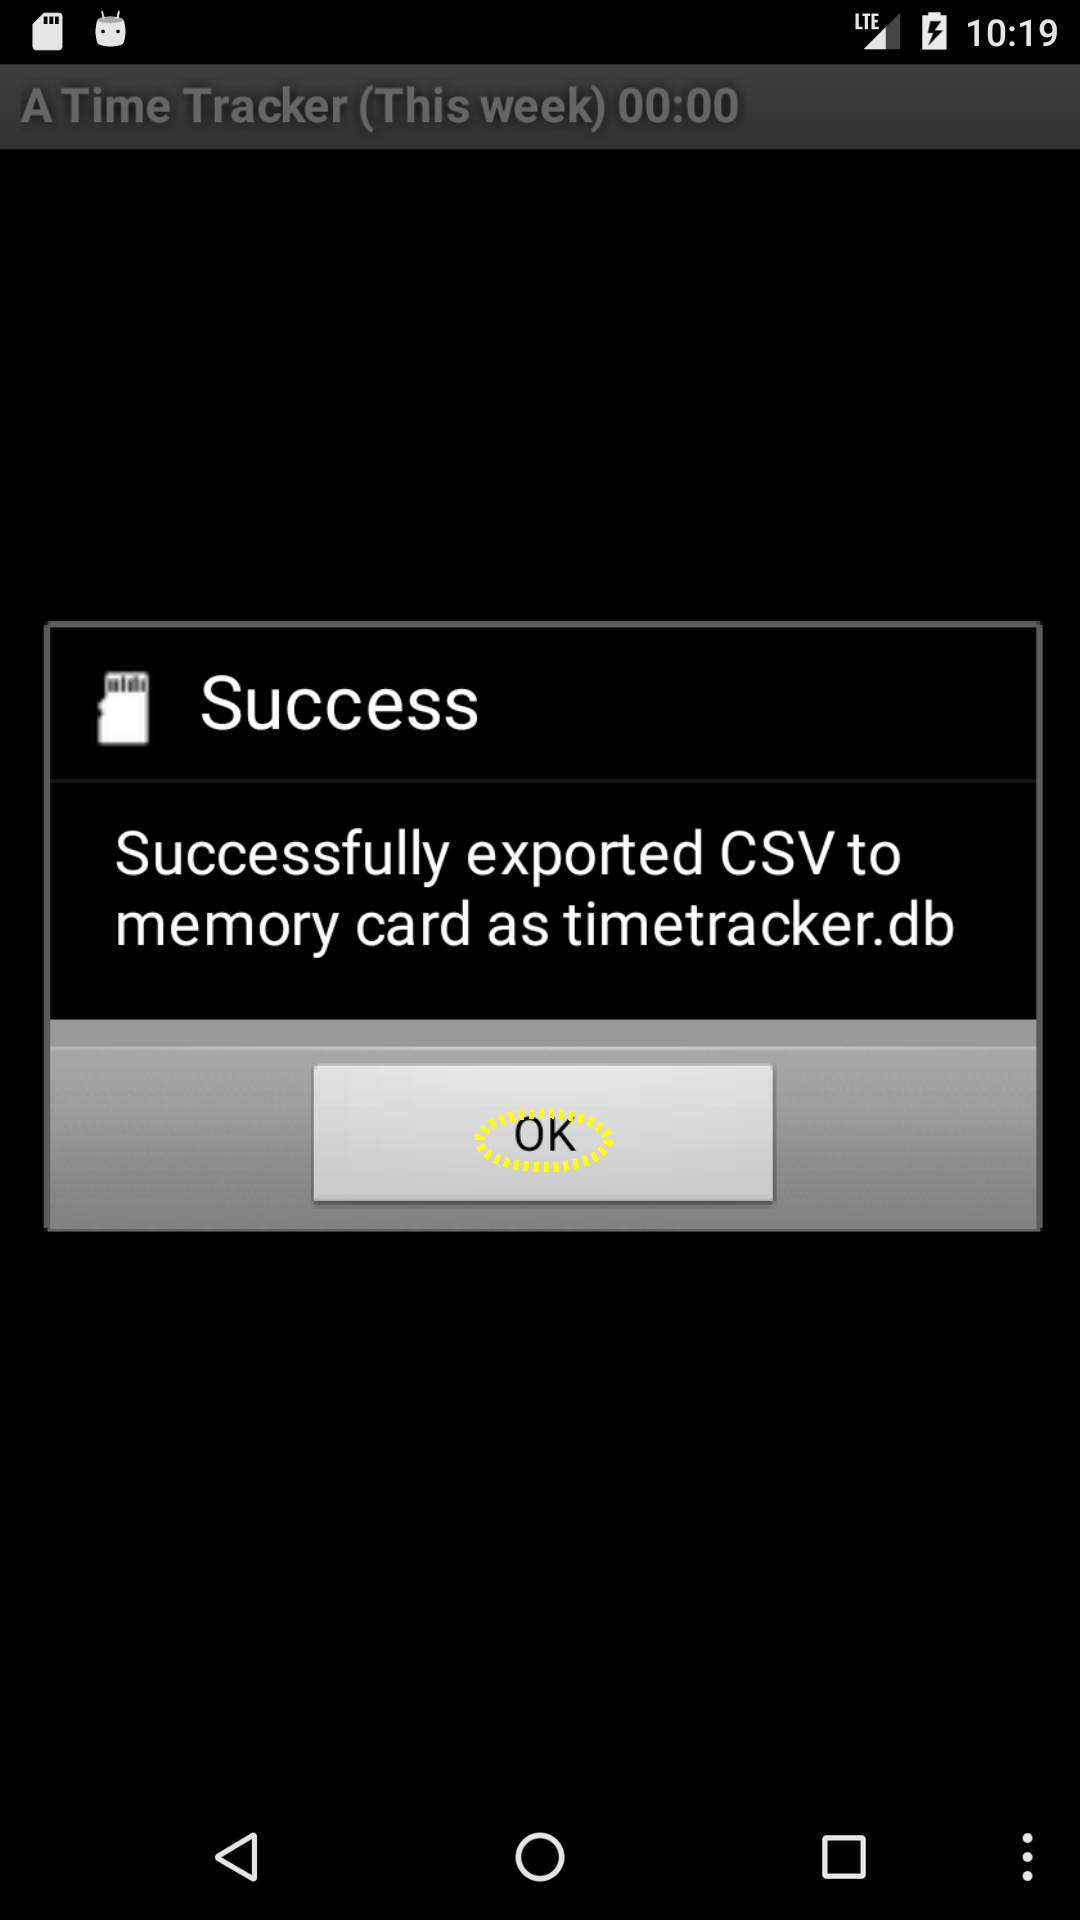 LTE 10:19
A Time Tracker (This week) 00:00
Success
Successfully exported CSV to
memory card as timetracker.db
OK